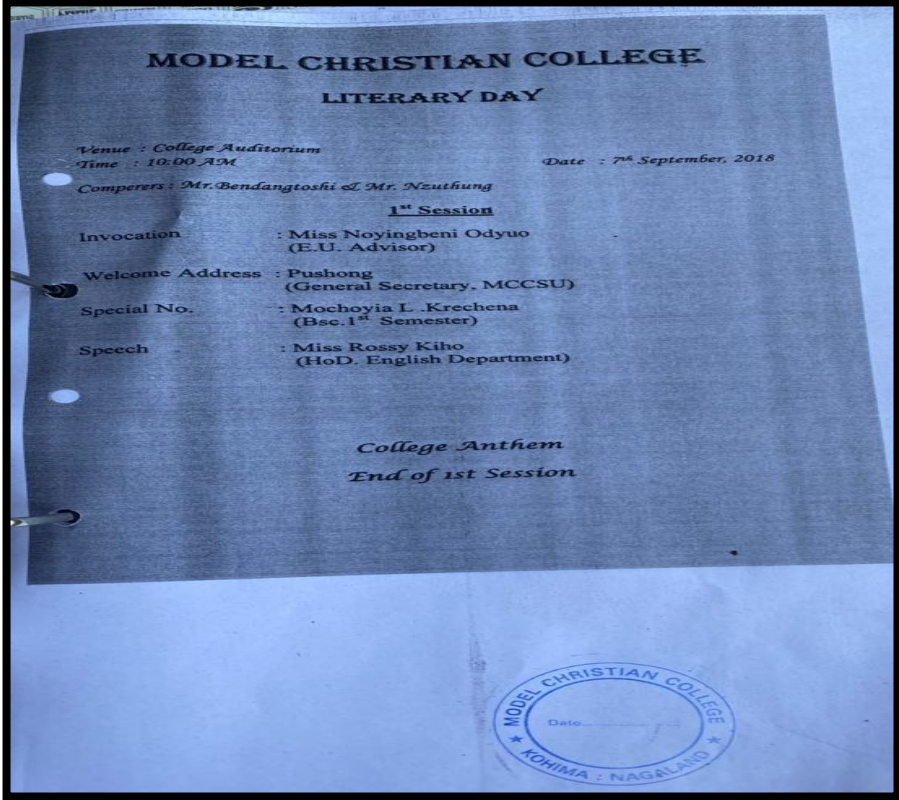 MODEL CHRISTIAN COLLEGE
LITERARY DAY
Venue : College Auditorium
Time : 10:00 AM
Date : 7th September, 2018
Comperers : Mr. Bendangtoshi & Mr. Nzuthung
1st Session
Invocation : Miss Noyingbeni Odyuo
(E.U. Advisor)
Welcome Address : Pushong
(General Secretary, MCCSU)
Special No. : Mochoyia L .Krechena
(Bsc.1st Semester)
Speech : Miss Rossy Kiho
(HoD. English Department)
College Anthem
End of 1st Session
MODEL CHRISTIAN COLLEGE
Date
★ KOHIMA : NAGALAND ★